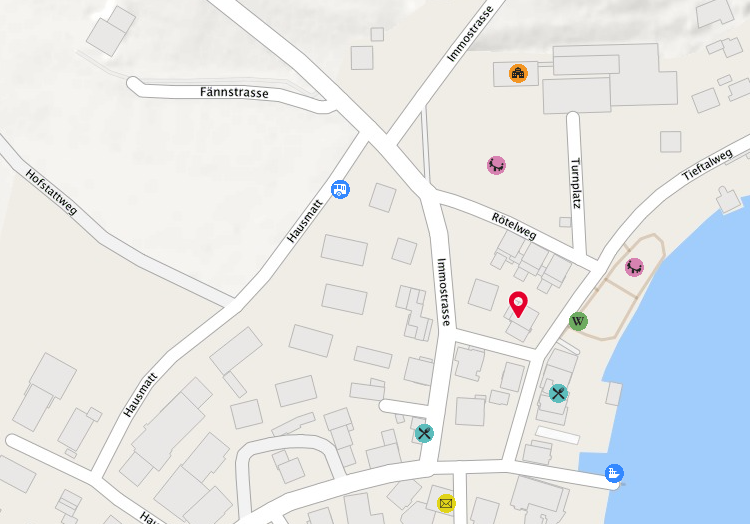 Immostrasse
Fännstrasse
Tieftalweg
Turnplatz
Hofstattweg
Hausmatt
Rötelweg
Immostrasse
W
Hausmatt